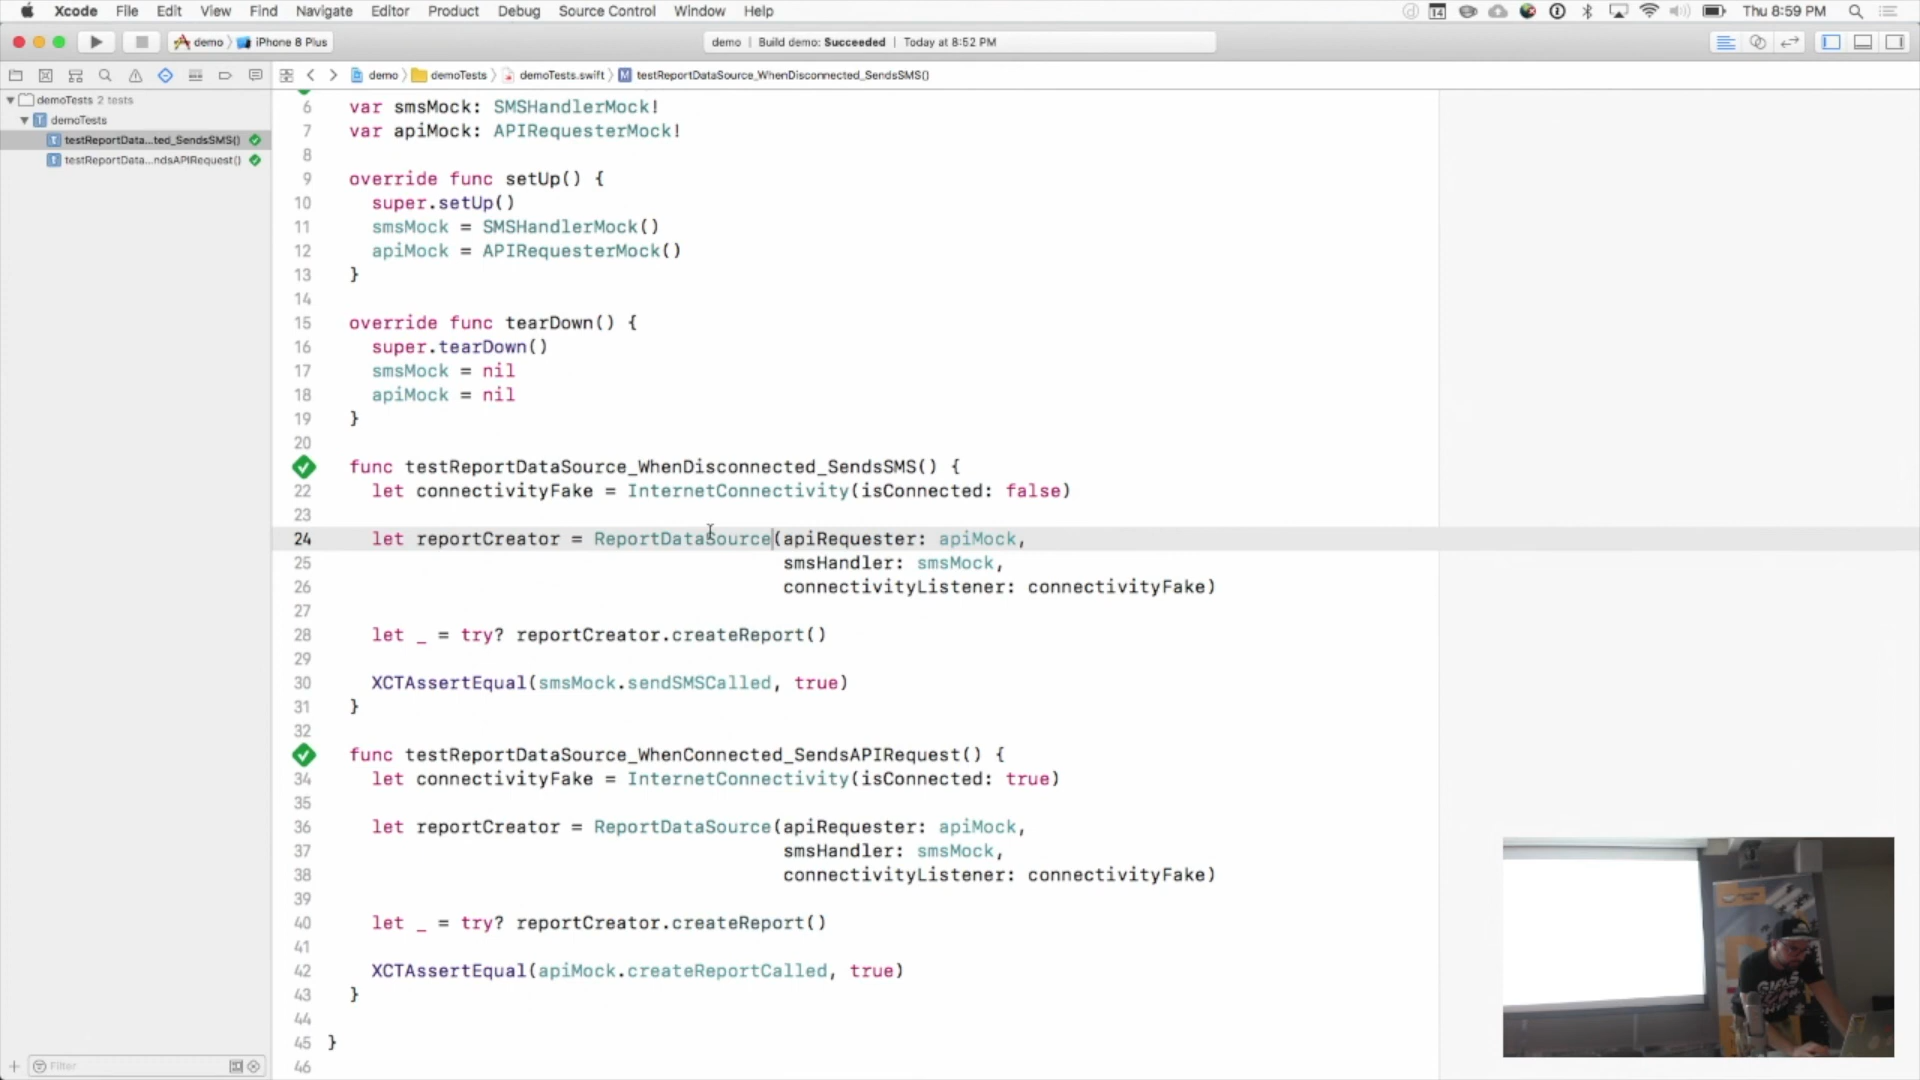 Xcode File Edit View Find Navigate Editor Product Debug Source Control Window Help
14 Thu 8:59 PM
demo iPhone 8 Plus
demo | Build demo: Succeeded | Today at 8:52 PM
demo demoTests demoTests.swift M testReportDataSource_WhenDisconnected_SendsSMS()
demoTests 2 tests
T demoTests
T testReportData...ted_SendsSMS()
T testReportData...ndsAPIRequest()
6 var smsMock: SMSHandlerMock!
7 var apiMock: APIRequesterMock!
8
9 override func setUp() {
10 super.setUp()
11 smsMock = SMSHandlerMock()
12 apiMock = APIRequesterMock()
13 }
14
15 override func tearDown() {
16 super.tearDown()
17 smsMock = nil
18 apiMock = nil
19 }
20
func testReportDataSource_WhenDisconnected_SendsSMS() {
22 let connectivityFake = InternetConnectivity(isConnected: false)
23
24 let reportCreator = ReportDataSource(apiRequester: apiMock,
25 smsHandler: smsMock,
26 connectivityListener: connectivityFake)
27
28 let _ = try? reportCreator.createReport()
29
30 XCTAssertEqual(smsMock.sendSMSCalled, true)
31 }
32
func testReportDataSource_WhenConnected_SendsAPIRequest() {
34 let connectivityFake = InternetConnectivity(isConnected: true)
35
36 let reportCreator = ReportDataSource(apiRequester: apiMock,
37 smsHandler: smsMock,
38 connectivityListener: connectivityFake)
39
40 let _ = try? reportCreator.createReport()
41
42 XCTAssertEqual(apiMock.createReportCalled, true)
43 }
44
45 }
46
Filter
GIRLS